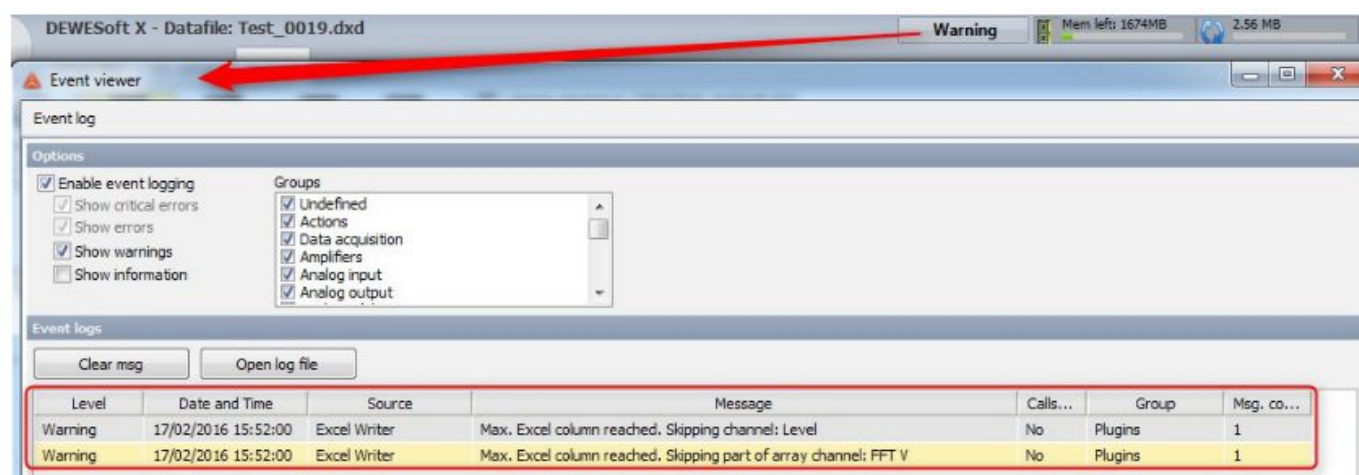 DEWESoft X - Datafile: Test_0019.dxd Warning Mem left: 1674MB 2.56 MB
Event viewer
Event log
Options
Enable event logging Groups
Show critical errors Undefined
Show errors Actions
Show warnings Data acquisition
Show information Amplifiers
Analog input
Analog output
Event logs
Clear msg Open log file
Level Date and Time Source Message Calls... Group Msg. co...
Warning 17/02/2016 15:52:00 Excel Writer Max. Excel column reached. Skipping channel: Level No Plugins 1
Warning 17/02/2016 15:52:00 Excel Writer Max. Excel column reached. Skipping part of array channel: FFT V No Plugins 1